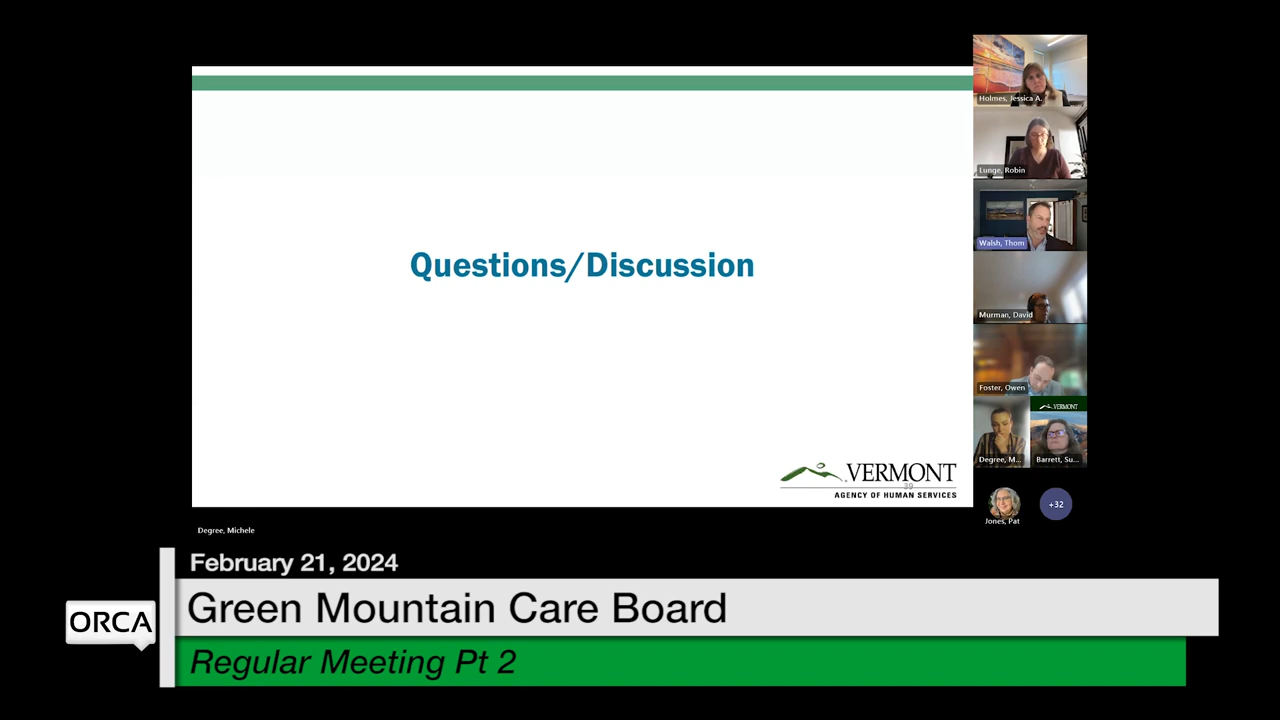 Holmes, Jessica A.
Lunge, Robin
Walsh, Thom
Murman, David
Foster, Owen
VERMONT
Degree, M...
Barrett, Su...
Jones, Pat
+32
Questions/Discussion
VERMONT
39
AGENCY OF HUMAN SERVICES
Degree, Michele
February 21, 2024
ORCA
Green Mountain Care Board
Regular Meeting Pt 2